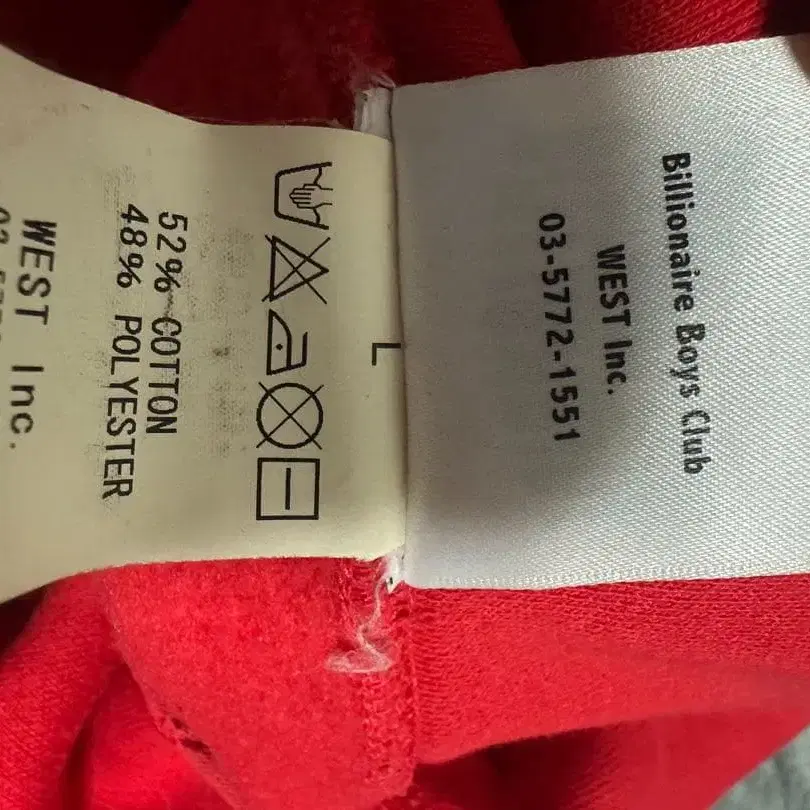 Billionaire Boys Club
WEST Inc.
03-5772-1551
L
52% COTTON
48% POLYESTER
WEST Inc.